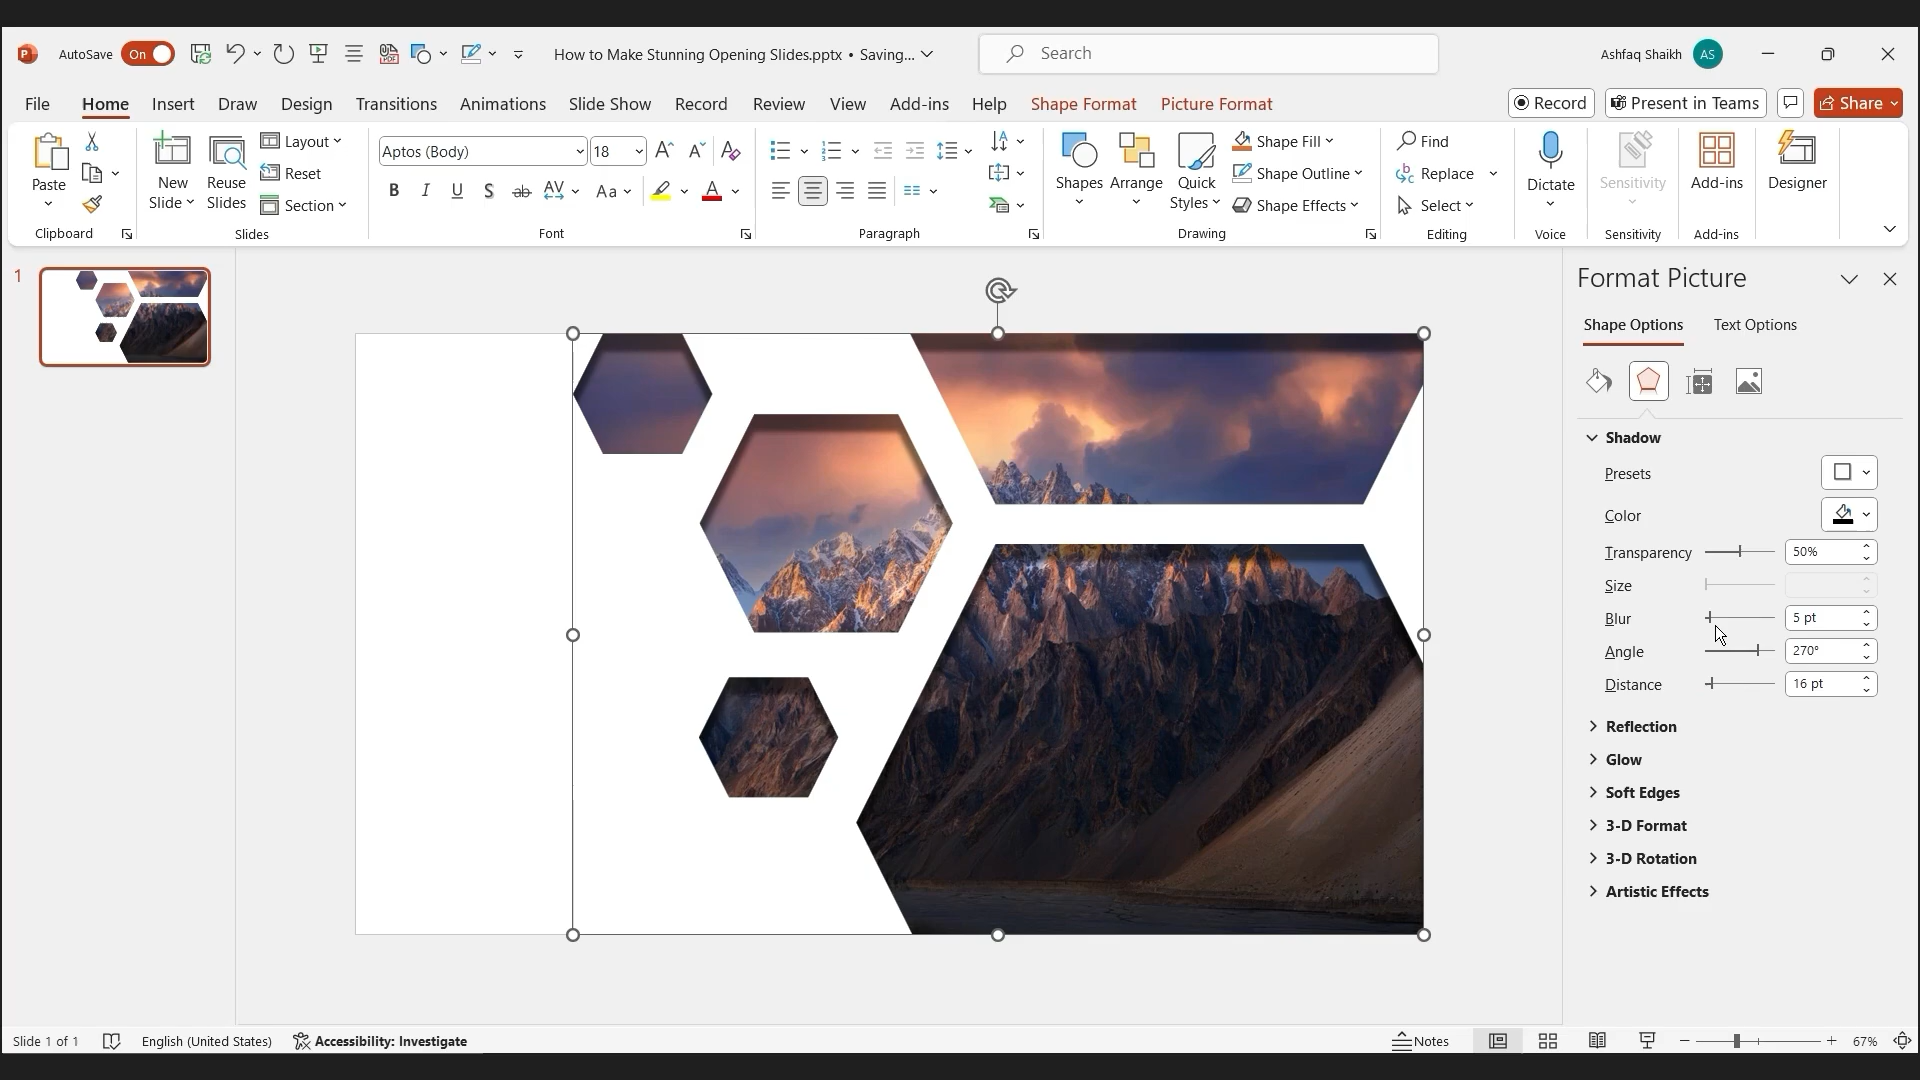 AutoSave On How to Make Stunning Opening Slides.pptx • Saving... Search Ashfaq Shaikh AS
File Home Insert Draw Design Transitions Animations Slide Show Record Review View Add-ins Help Shape Format Picture Format Record Present in Teams Share
Paste
New Slide
Reuse Slides
Layout
Reset
Section
Aptos (Body) 18
B I U S ab AV Aa A
Shapes
Arrange
Quick Styles
Shape Fill
Shape Outline
Shape Effects
Find
Replace
Select
Dictate
Sensitivity
Add-ins
Designer
Clipboard Slides Font Paragraph Drawing Editing Voice Sensitivity Add-ins
1
Format Picture
Shape Options Text Options
Shadow
Presets
Color
Transparency 50%
Size
Blur 5 pt
Angle 270°
Distance 16 pt
Reflection
Glow
Soft Edges
3-D Format
3-D Rotation
Artistic Effects
Slide 1 of 1 English (United States) Accessibility: Investigate Notes 67%